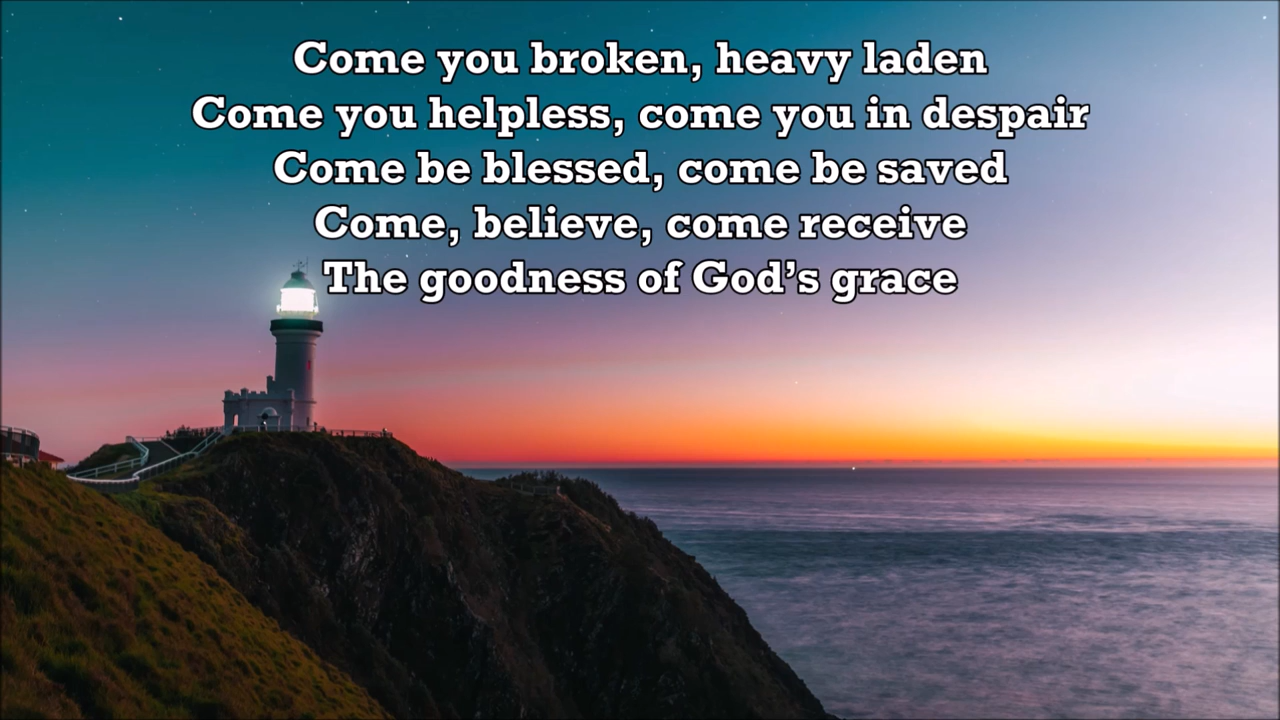 Come you broken, heavy laden
Come you helpless, come you in despair
Come be blessed, come be saved
Come, believe, come receive
The goodness of God’s grace